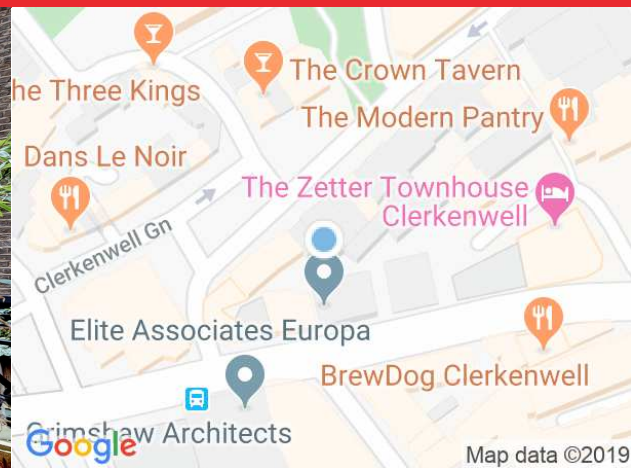 The Crown Tavern
he Three Kings
The Modern Pantry
Dans Le Noir
The Zetter Townhouse
Clerkenwell
Clerkenwell Gn
Elite Associates Europa
BrewDog Clerkenwell
Grimshaw Architects
Google
Map data ©2019